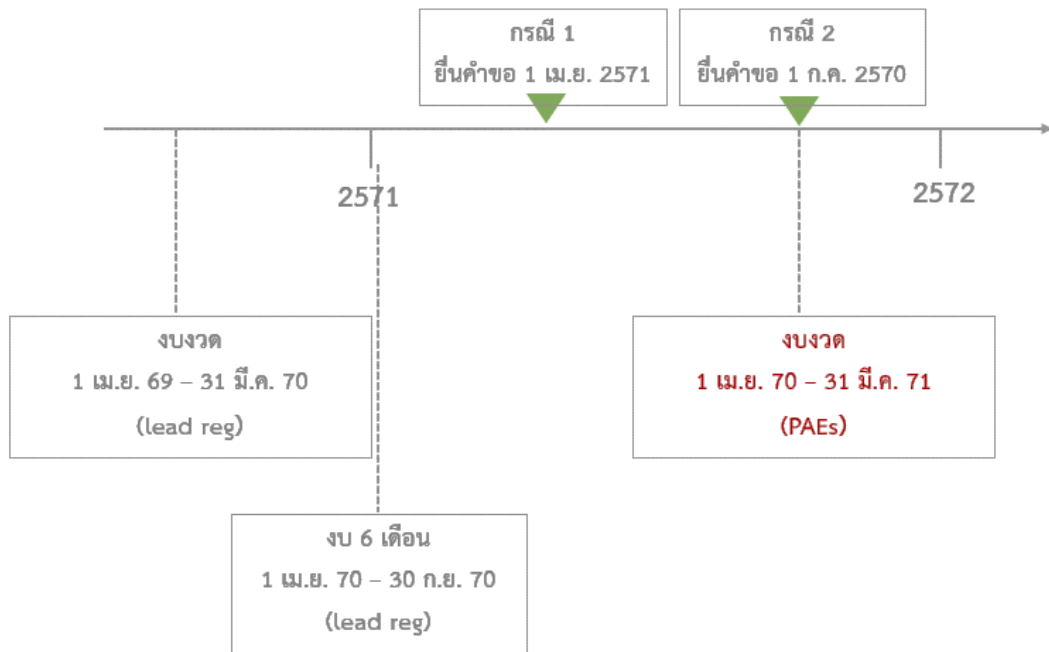 กรณี 1
ยื่นคำขอ 1 เม.ย. 2571
กรณี 2
ยื่นคำขอ 1 ก.ค. 2570
2571
2572
งบงวด
1 เม.ย. 69 – 31 มี.ค. 70
(lead reg)
งบงวด
1 เม.ย. 70 – 31 มี.ค. 71
(PAEs)
งบ 6 เดือน
1 เม.ย. 70 – 30 ก.ย. 70
(lead reg)